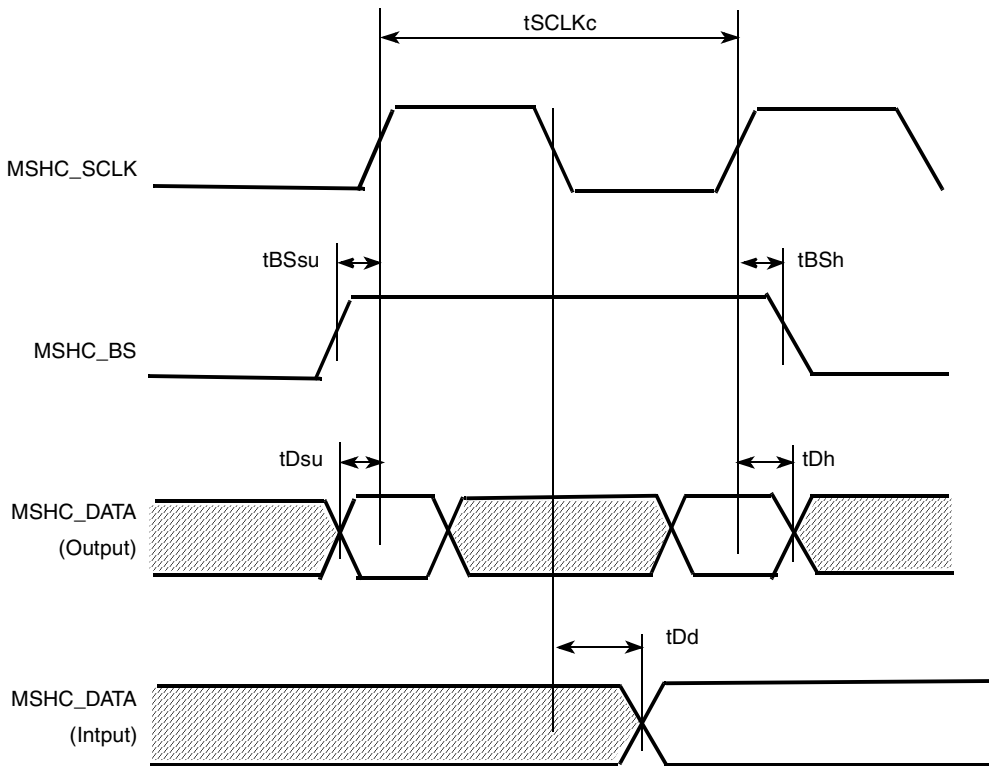 tSCLKc
MSHC_SCLK
tBSsu
tBSh
MSHC_BS
tDsu
tDh
MSHC_DATA
(Output)
tDd
MSHC_DATA
(Intput)